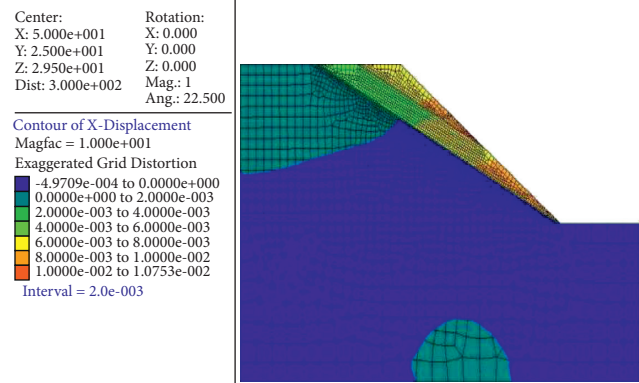 Center:
X: 5.000e+001
Y: 2.500e+001
Z: 2.950e+001
Dist: 3.000e+002
Rotation:
X: 0.000
Y: 0.000
Z: 0.000
Mag.: 1
Ang.: 22.500
Contour of X-Displacement
Magfac = 1.000e+001
Exaggerated Grid Distortion
-4.9709e-004 to 0.0000e+000
0.0000e+000 to 2.0000e-003
2.0000e-003 to 4.0000e-003
4.0000e-003 to 6.0000e-003
6.0000e-003 to 8.0000e-003
8.0000e-003 to 1.0000e-002
1.0000e-002 to 1.0753e-002
Interval = 2.0e-003